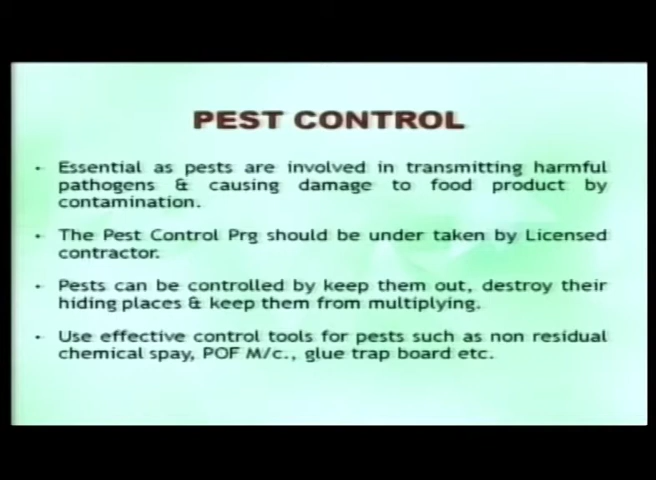 PEST CONTROL
• Essential as pests are involved in transmitting harmful
pathogens & causing damage to food product by
contamination.
• The Pest Control Prg should be under taken by Licensed
contractor.
• Pests can be controlled by keep them out, destroy their
hiding places & keep them from multiplying.
• Use effective control tools for pests such as non residual
chemical spay, POF M/c., glue trap board etc.